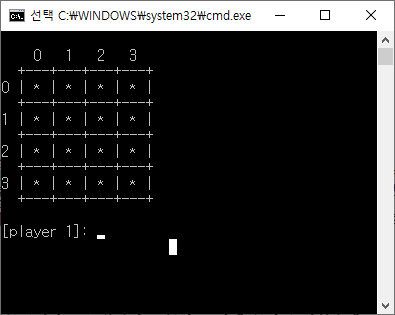 선택 C:₩WINDOWS₩system32₩cmd.exe
0 1 2 3
+---+---+---+---+
0 | * | * | * | * |
+---+---+---+---+
1 | * | * | * | * |
+---+---+---+---+
2 | * | * | * | * |
+---+---+---+---+
3 | * | * | * | * |
+---+---+---+---+
[player 1]: